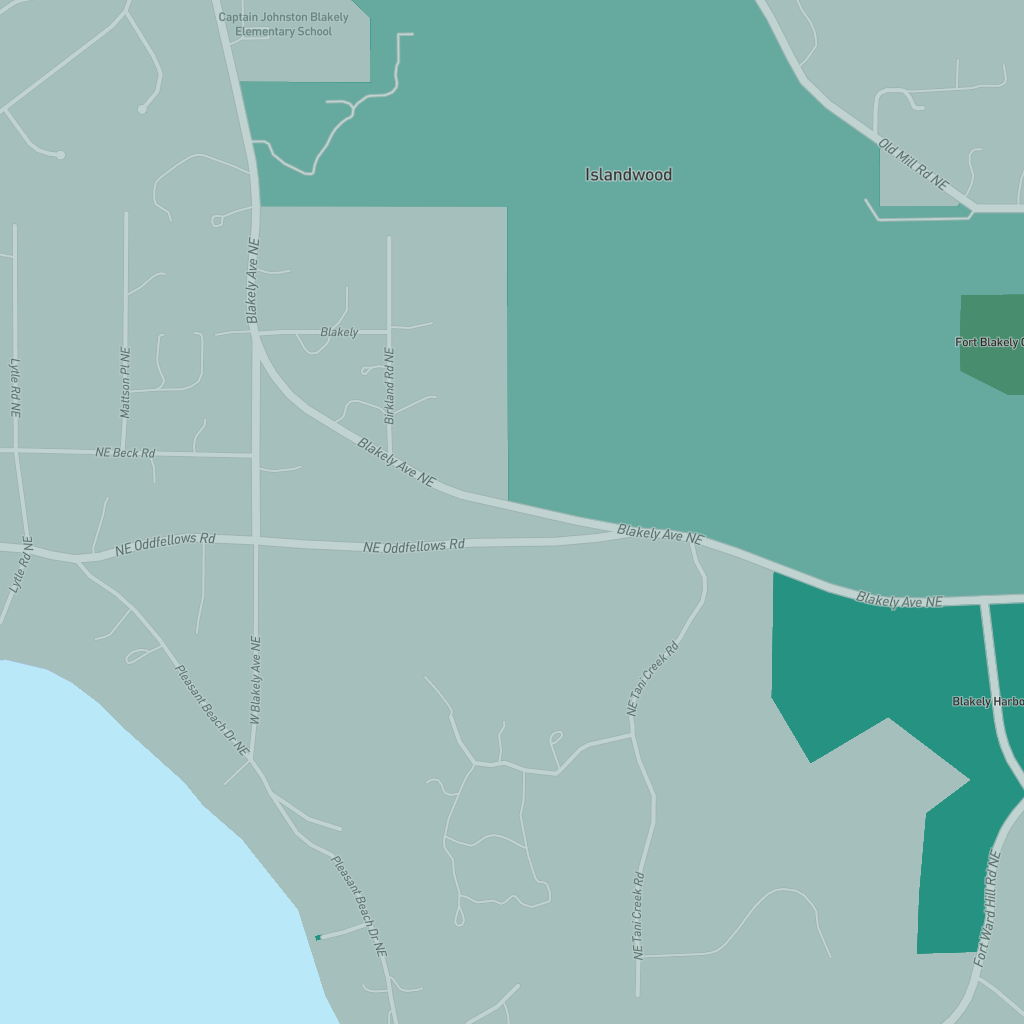 Captain Johnston Blakely
Elementary School
Islandwood
Old Mill Rd NE
Blakely Ave NE
Blakely
Fort Blakely C
Lytle Rd NE
Mattson Pl NE
Birkland Rd NE
NE Beck Rd
Blakely Ave NE
NE Oddfellows Rd
NE Oddfellows Rd
Blakely Ave NE
Lytle Rd NE
Blakely Ave NE
W Blakely Ave NE
NE Tani Creek Rd
Pleasant Beach Dr NE
Blakely Harbo
Pleasant Beach Dr NE
NE Tani Creek Rd
Fort Ward Hill Rd NE